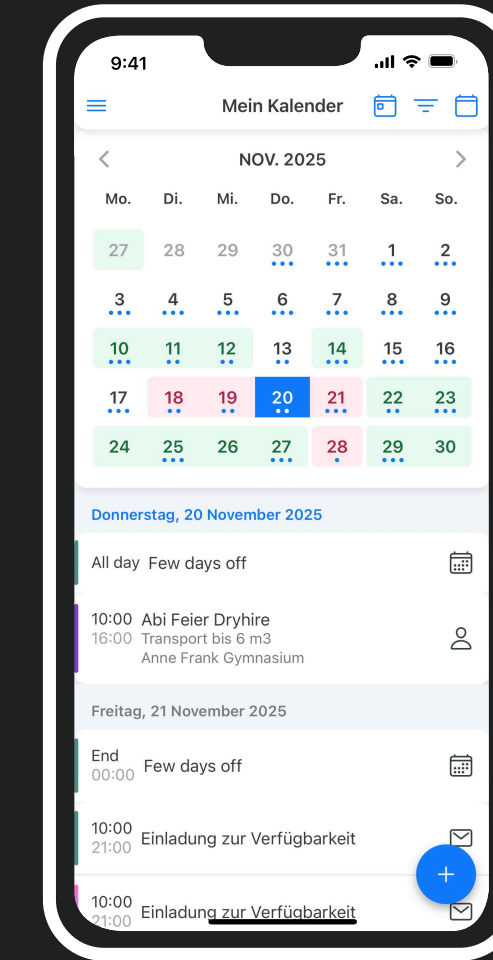 9:41
Mein Kalender
NOV. 2025
Mo. Di. Mi. Do. Fr. Sa. So.
27 28 29 30 31 1 2
3 4 5 6 7 8 9
10 11 12 13 14 15 16
17 18 19 20 21 22 23
24 25 26 27 28 29 30
Donnerstag, 20 November 2025
All day Few days off
10:00 Abi Feier Dryhire
16:00 Transport bis 6 m3
Anne Frank Gymnasium
Freitag, 21 November 2025
End
00:00 Few days off
10:00
21:00 Einladung zur Verfügbarkeit
10:00
21:00 Einladung zur Verfügbarkeit